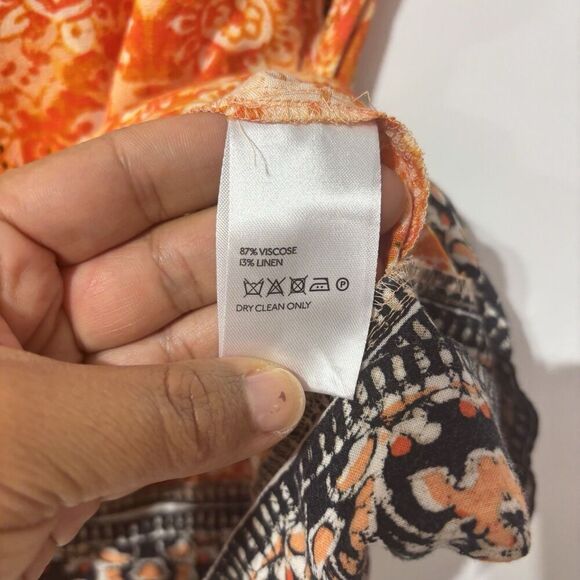 87% VISCOSE
13% LINEN
P
DRY CLEAN ONLY